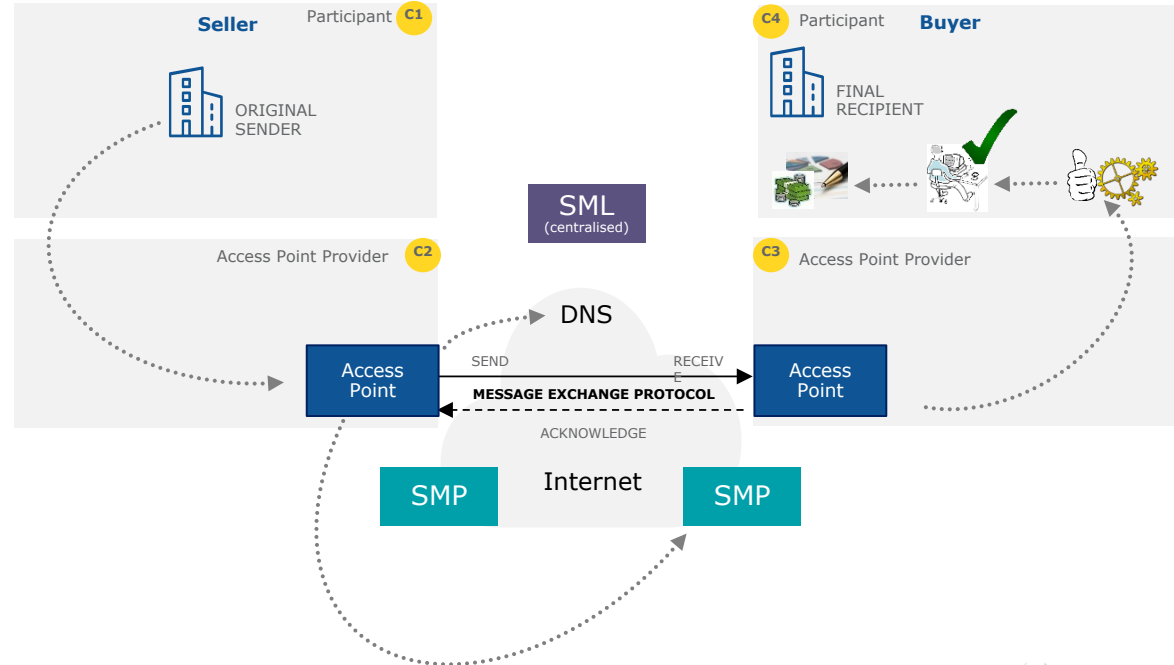 Seller
Participant C1
ORIGINAL
SENDER
C4 Participant
Buyer
FINAL
RECIPIENT
SML
(centralised)
Access Point Provider C2
C3 Access Point Provider
DNS
Access
Point
SEND
RECEIV
E
MESSAGE EXCHANGE PROTOCOL
ACKNOWLEDGE
Access
Point
Internet
SMP
SMP